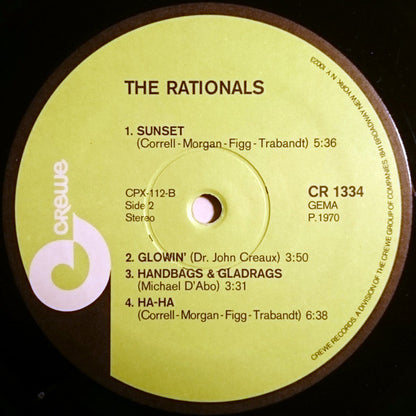 THE RATIONALS
1. SUNSET
(Correll-Morgan-Figg-Trabandt) 5:36
CPX-112-B
Side 2
Stereo
CR 1334
GEMA
P.1970
2. GLOWIN' (Dr. John Creaux) 3:50
3. HANDBAGS & GLADRAGS
(Michael D'Abo) 3:31
4. HA-HA
(Correll-Morgan-Figg-Trabandt) 6:38
CREWE
CREWE RECORDS. A DIVISION OF THE CREWE GROUP OF COMPANIES 1841 BROADWAY NEW YORK, N.Y. 10023